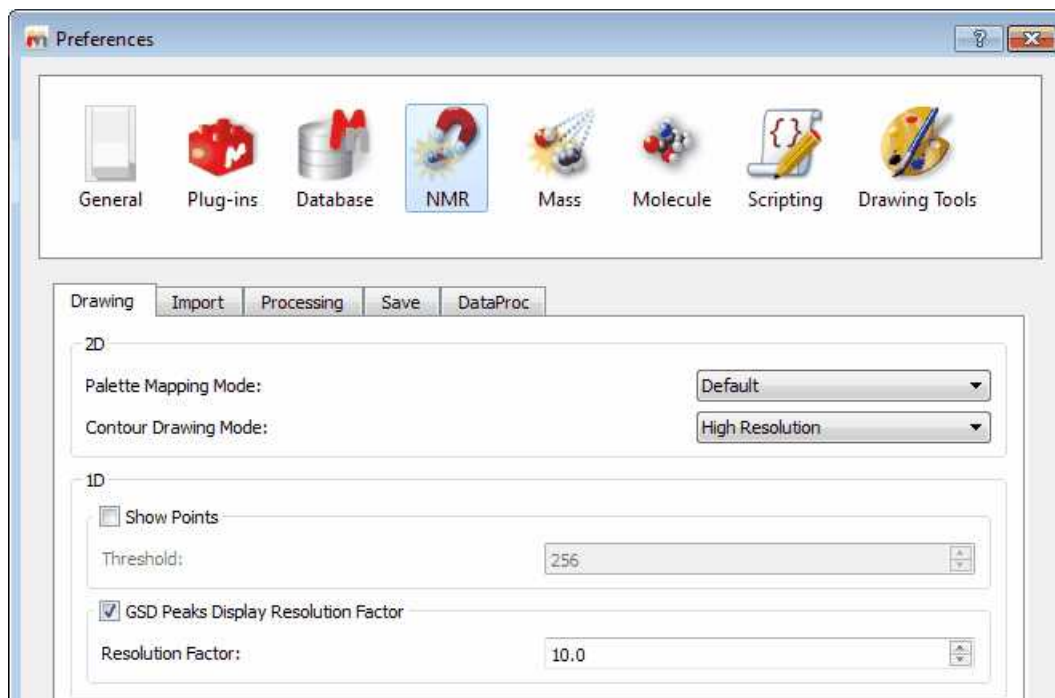 Preferences
General Plug-ins Database NMR Mass Molecule Scripting Drawing Tools
Drawing Import Processing Save DataProc
2D
Palette Mapping Mode: Default
Contour Drawing Mode: High Resolution
1D
Show Points
Threshold: 256
GSD Peaks Display Resolution Factor
Resolution Factor: 10.0